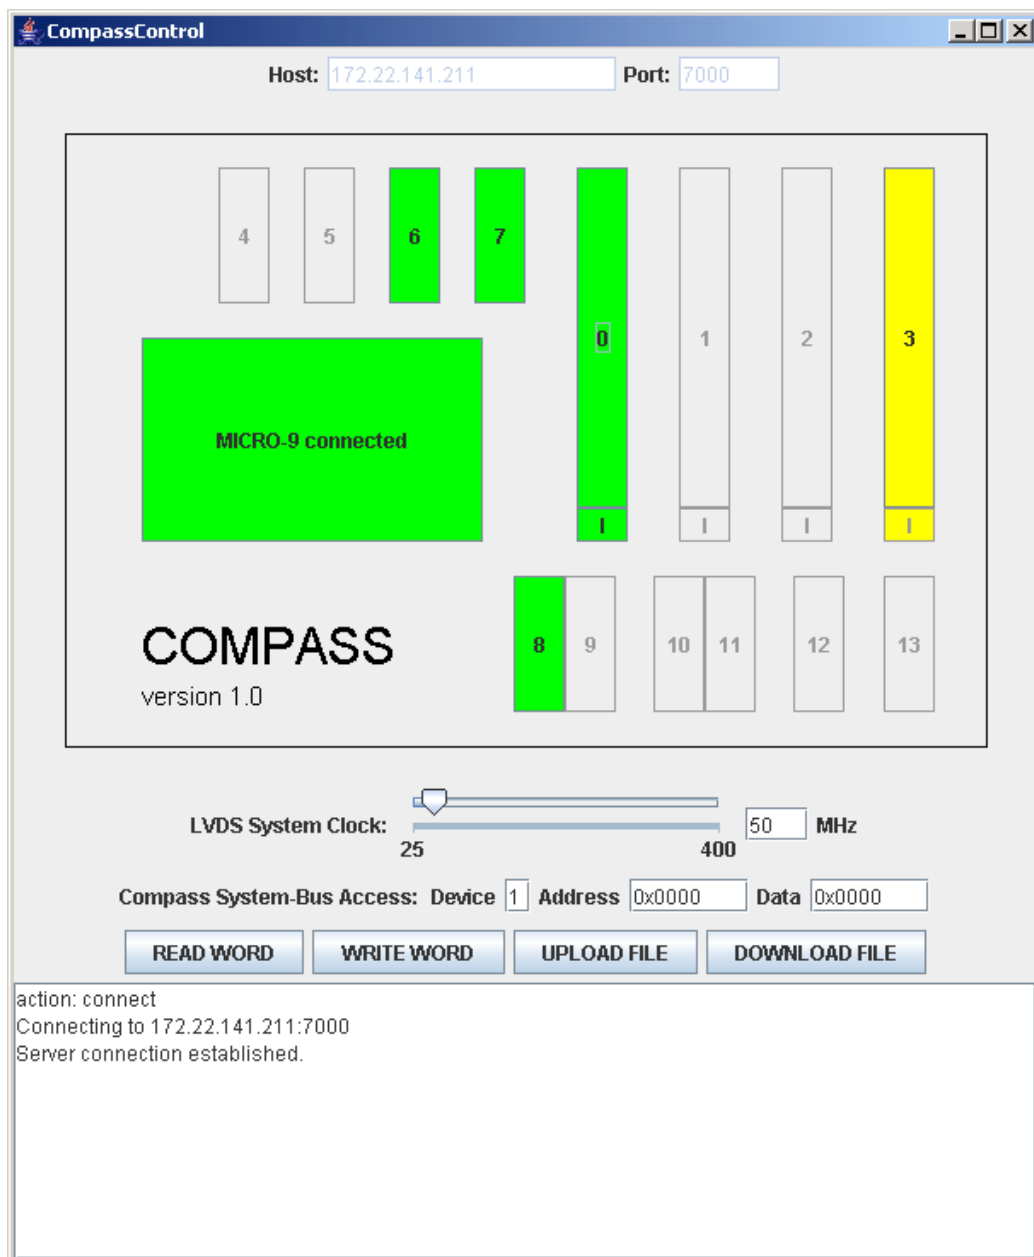 CompassControl
Host: 172.22.141.211 Port: 7000
4 5 6 7
0 1 2 3
MICRO-9 connected
I I I I
8 9 10 11 12 13
COMPASS
version 1.0
LVDS System Clock: 50 MHz
25 400
Compass System-Bus Access: Device 1 Address 0x0000 Data 0x0000
READ WORD WRITE WORD UPLOAD FILE DOWNLOAD FILE
action: connect
Connecting to 172.22.141.211:7000
Server connection established.